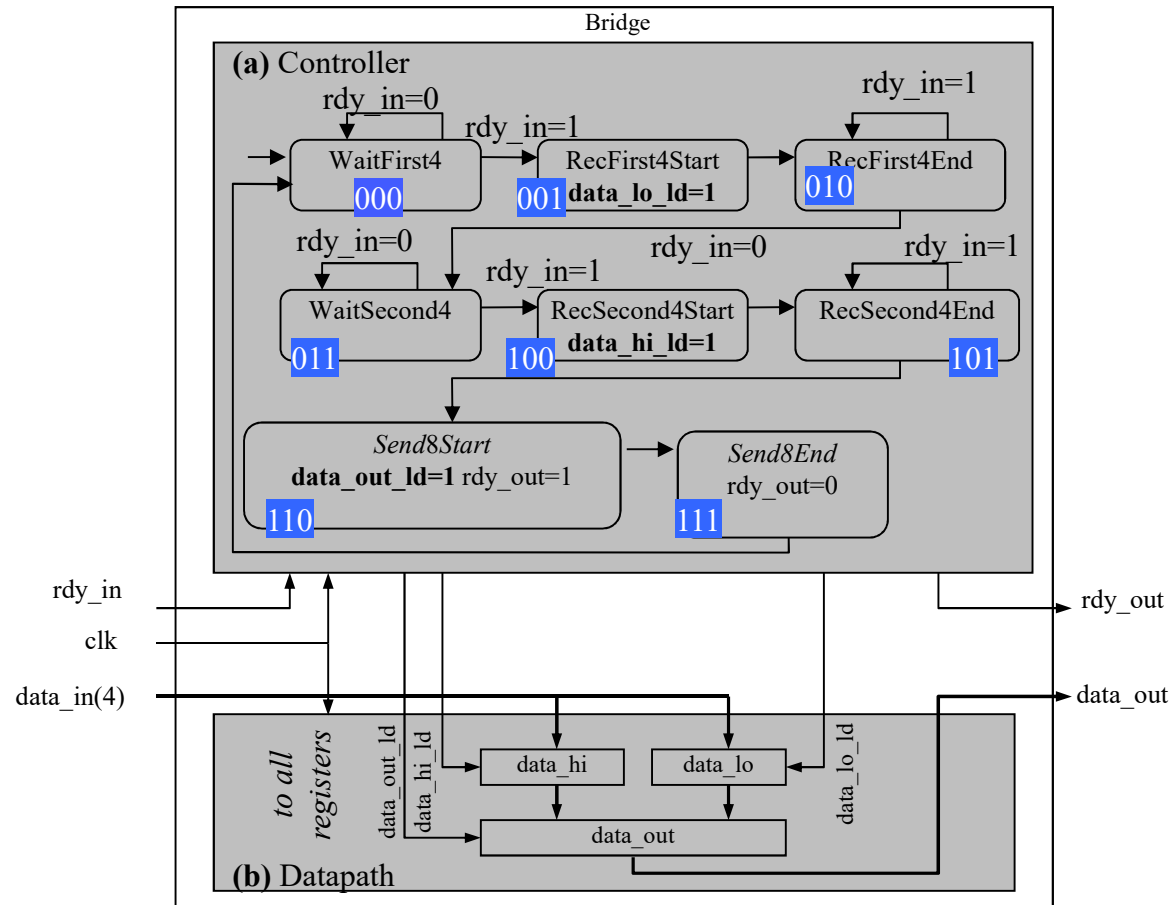 Bridge
(a) Controller
rdy_in=0
rdy_in=1
rdy_in=1
WaitFirst4
000
RecFirst4Start
data_lo_ld=1
001
RecFirst4End
010
rdy_in=0
rdy_in=1
rdy_in=0
rdy_in=1
WaitSecond4
011
RecSecond4Start
data_hi_ld=1
100
RecSecond4End
101
Send8Start
data_out_ld=1 rdy_out=1
110
Send8End
rdy_out=0
111
rdy_in
clk
data_in(4)
rdy_out
data_out
to all
registers
data_out_ld
data_hi_ld
data_hi
data_lo
data_lo_ld
data_out
(b) Datapath